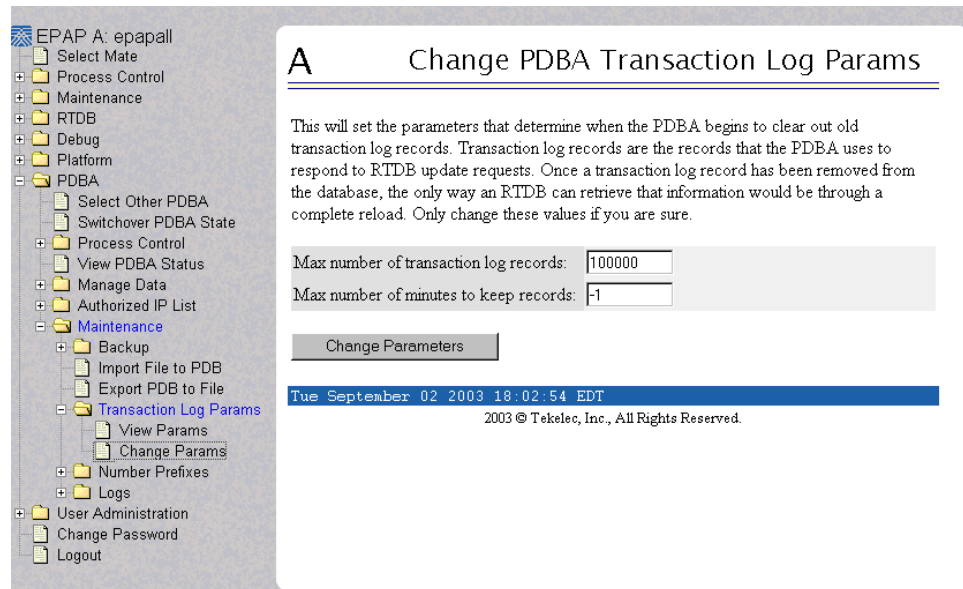 EPAP A: epapall
Select Mate
Process Control
Maintenance
RTDB
Debug
Platform
PDBA
Select Other PDBA
Switchover PDBA State
Process Control
View PDBA Status
Manage Data
Authorized IP List
Maintenance
Backup
Import File to PDB
Export PDB to File
Transaction Log Params
View Params
Change Params
Number Prefixes
Logs
User Administration
Change Password
Logout
A Change PDBA Transaction Log Params
This will set the parameters that determine when the PDBA begins to clear out old
transaction log records. Transaction log records are the records that the PDBA uses to
respond to RTDB update requests. Once a transaction log record has been removed from
the database, the only way an RTDB can retrieve that information would be through a
complete reload. Only change these values if you are sure.
Max number of transaction log records: 100000
Max number of minutes to keep records: -1
Change Parameters
Tue September 02 2003 18:02:54 EDT
2003 © Tekelec, Inc., All Rights Reserved.